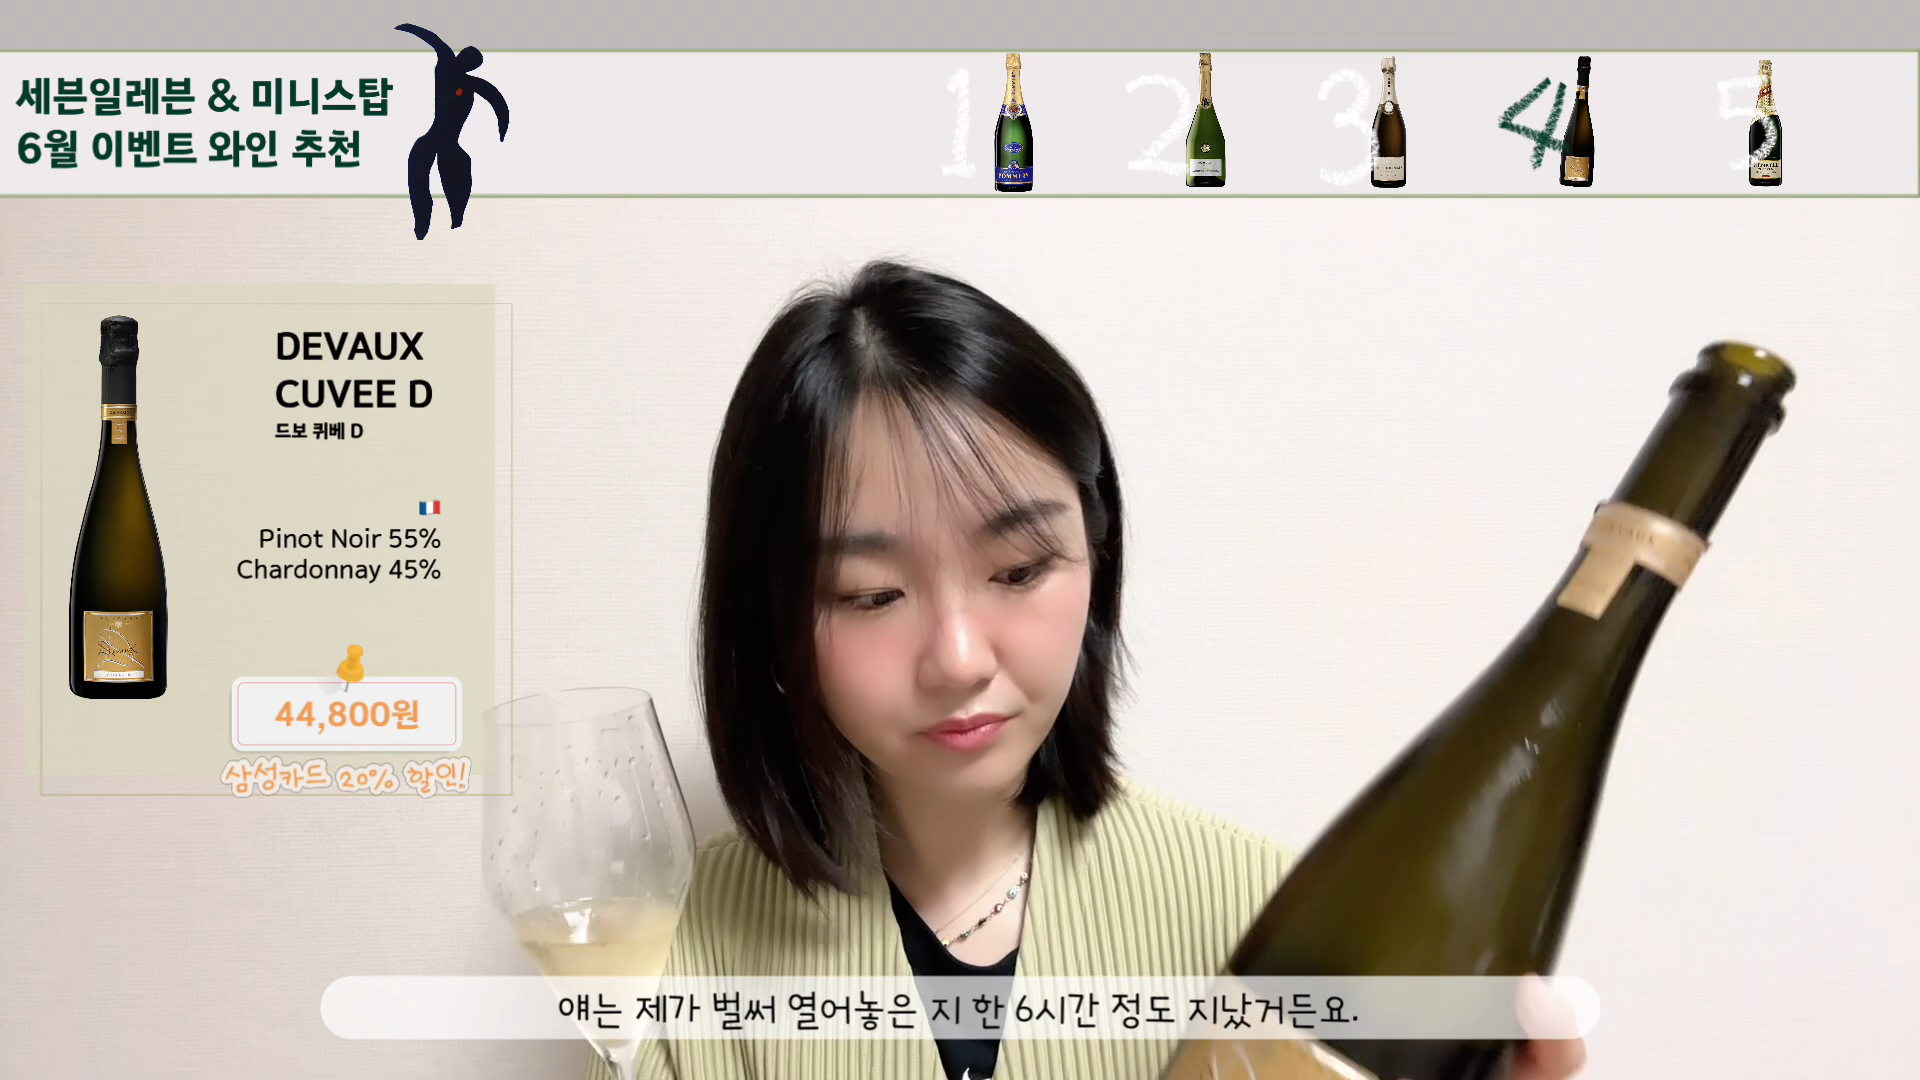 세븐일레븐 & 미니스탑
6월 이벤트 와인 추천
1
2
3
4
5
POMMERY
DEVAUX
CUVEE D
드보 퀴베 D
Pinot Noir 55%
Chardonnay 45%
44,800원
삼성카드 20% 할인!
DEVAUX
얘는 제가 벌써 열어놓은 지 한 6시간 정도 지났거든요.